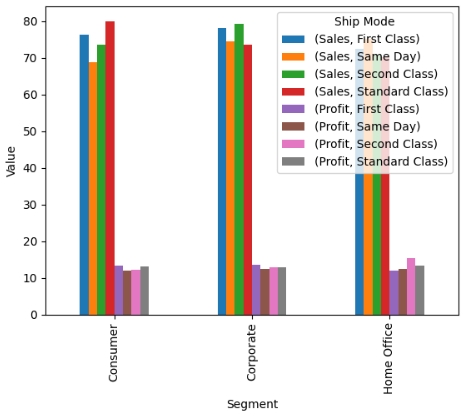 80
70
60
50
40
30
20
10
0
Value
Ship Mode
(Sales, First Class)
(Sales, Same Day)
(Sales, Second Class)
(Sales, Standard Class)
(Profit, First Class)
(Profit, Same Day)
(Profit, Second Class)
(Profit, Standard Class)
Consumer
Corporate
Home Office
Segment